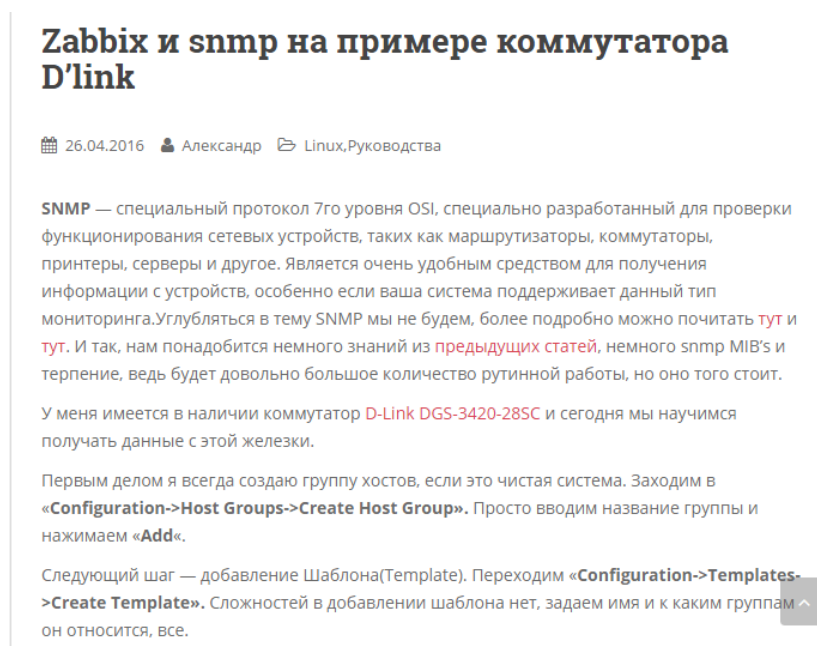 Zabbix и snmp на примере коммутатора
D’link
26.04.2016 Александр Linux,Руководства
SNMP — специальный протокол 7го уровня OSI, специально разработанный для проверки
функционирования сетевых устройств, таких как маршрутизаторы, коммутаторы,
принтеры, серверы и другое. Является очень удобным средством для получения
информации с устройств, особенно если ваша система поддерживает данный тип
мониторинга.Углубляться в тему SNMP мы не будем, более подробно можно почитать тут и
тут. И так, нам понадобится немного знаний из предыдущих статей, немного snmp MIB’s и
терпение, ведь будет довольно большое количество рутинной работы, но оно того стоит.
У меня имеется в наличии коммутатор D-Link DGS-3420-28SC и сегодня мы научимся
получать данные с этой железки.
Первым делом я всегда создаю группу хостов, если это чистая система. Заходим в
«Configuration->Host Groups->Create Host Group». Просто вводим название группы и
нажимаем «Add«.
Следующий шаг — добавление Шаблона(Template). Переходим «Configuration->Templates-
>Create Template». Сложностей в добавлении шаблона нет, задаем имя и к каким группам
он относится, все.